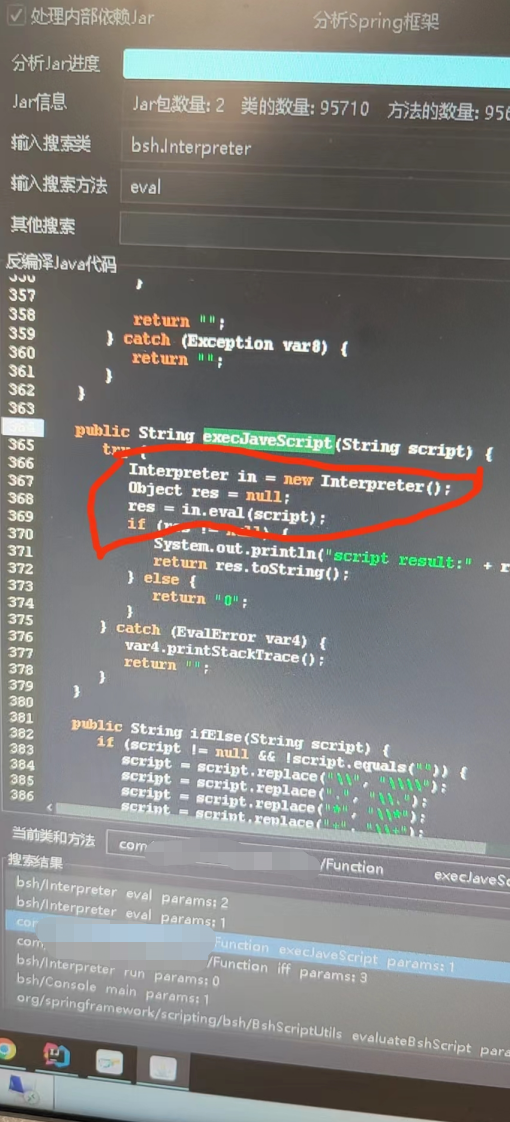 处理内部依赖Jar 分析Spring框架
分析Jar进度
Jar信息 Jar包数量: 2 类的数量: 95710 方法的数量: 956
输入搜索类 bsh.Interpreter
输入搜索方法 eval
其他搜索
反编译Java代码
357 }
358 return "";
359 } catch (Exception var8) {
360 return "";
361 }
362 }
363
public String execJaveScript(String script) {
365 try {
366 Interpreter in = new Interpreter();
367 Object res = null;
368 res = in.eval(script);
369 if (res != null) {
370 System.out.println("script result:" + r
371 return res.toString();
372 } else {
373 return "0";
374 }
375 } catch (EvalError var4) {
376 var4.printStackTrace();
377 return "";
378 }
379 }
380
381 public String ifElse(String script) {
382 if (script != null && !script.equals("")) {
383 script = script.replace("\\", "\\\\");
384 script = script.replace(".", "\\.");
385 script = script.replace("*", "\\*");
386 script = script.replace("+", "\\+");
当前类和方法 com /Function execJaveSc
搜索结果
bsh/Interpreter eval params: 2
bsh/Interpreter eval params: 1
com Function execJaveScript params: 1
com /Function iff params: 3
bsh/Interpreter run params: 0
bsh/Console main params: 1
org/springframework/scripting/bsh/BshScriptUtils evaluateBshScript para